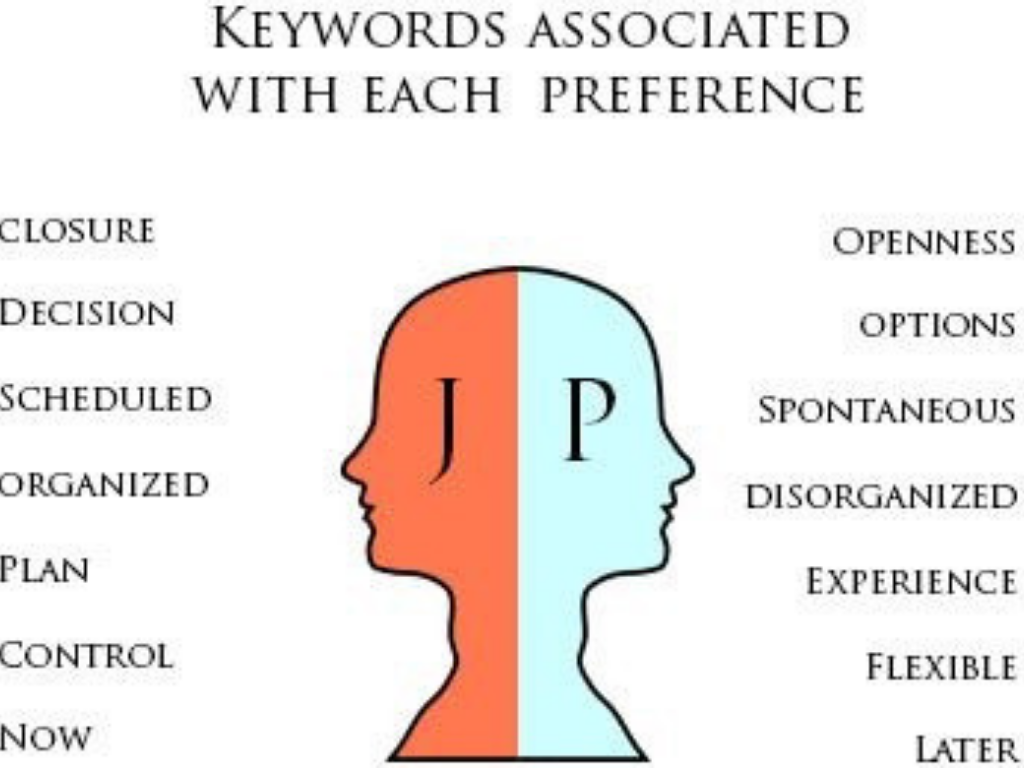 KEYWORDS ASSOCIATED
WITH EACH PREFERENCE
CLOSURE
DECISION
SCHEDULED
ORGANIZED
PLAN
CONTROL
NOW
J P
OPENNESS
OPTIONS
SPONTANEOUS
DISORGANIZED
EXPERIENCE
FLEXIBLE
LATER